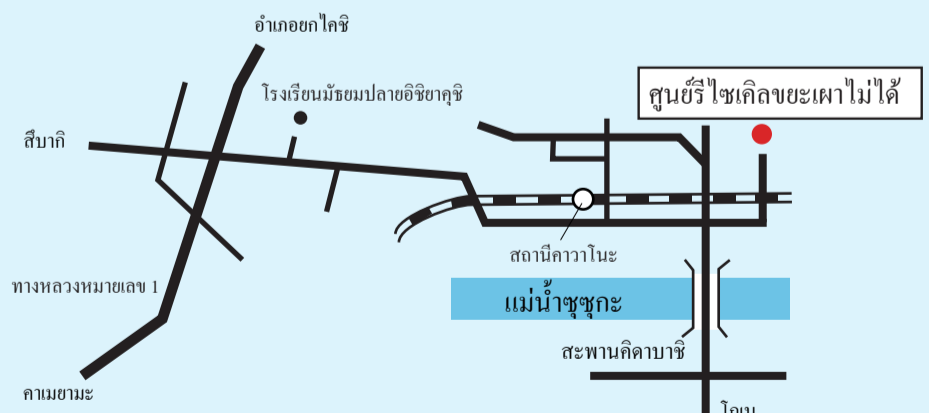 อำเภอยกไคชิ
ศูนย์รีไซเคิลขยะเผาไม่ได้
โรงเรียนมัธยมปลายอิชิยาคุชิ
สึบากิ
สถานีคาวาโนะ
ทางหลวงหมายเลข 1
แม่น้ำซุซุกะ
สะพานคิดาบาชิ
คาเมยามะ